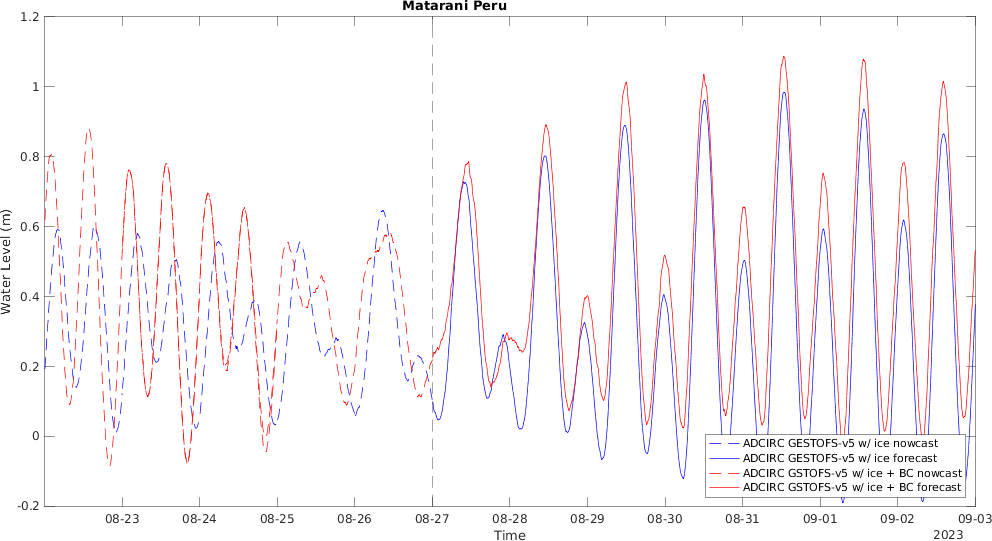 Matarani Peru
1.2
1
0.8
0.6
0.4
0.2
0
-0.2
Water Level (m)
ADCIRC GESTOFS-v5 w/ ice nowcast
ADCIRC GESTOFS-v5 w/ ice forecast
ADCIRC GSTOFS-v5 w/ ice + BC nowcast
ADCIRC GSTOFS-v5 w/ ice + BC forecast
08-23 08-24 08-25 08-26 08-27 08-28 08-29 08-30 08-31 09-01 09-02 09-03
Time
2023